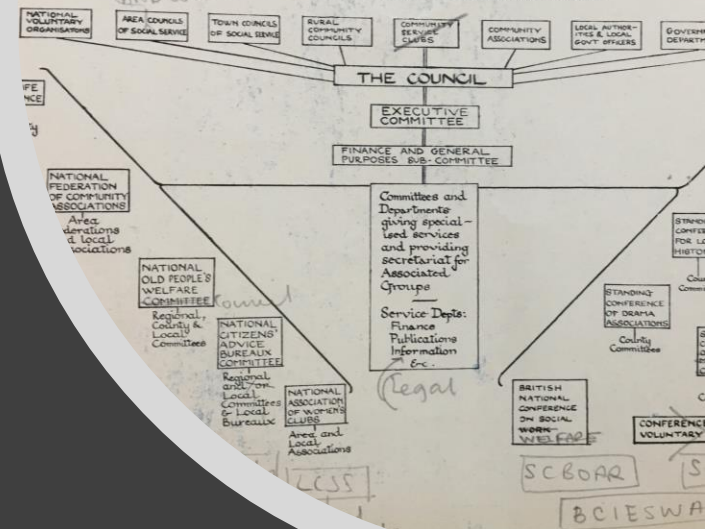 NATIONAL
VOLUNTARY
ORGANISATIONS
AREA COUNCILS
OF SOCIAL SERVICE
TOWN COUNCILS
OF SOCIAL SERVICE
RURAL
COMMUNITY
COUNCILS
COMMUNITY
SERVICE
CLUBS
COMMUNITY
ASSOCIATIONS
LOCAL AUTHOR-
ITIES & LOCAL
GOVT OFFICERS
THE COUNCIL
EXECUTIVE
COMMITTEE
FINANCE AND GENERAL
PURPOSES SUB-COMMITTEE
Committees and
Departments
giving special-
ised services
and providing
secretariat for
Associated
Groups
Service Depts:
Finance
Publications
Information
Etc.
Legal
NATIONAL
FEDERATION
OF COMMUNITY
ASSOCIATIONS
Area
local
NATIONAL
OLD PEOPLE'S
WELFARE
COMMITTEE
Council
Regional,
County &
Local
Committees
NATIONAL
CITIZENS'
ADVICE
BUREAUX
COMMITTEE
Regional
and/or
Local
Committees
& Local
Bureaux
NATIONAL
ASSOCIATION
OF WOMEN'S
CLUBS
Area and
Local
Associations
LCSS
STANDING
CONFERENCE
OF DRAMA
ASSOCIATIONS
County
Committees
BRITISH
NATIONAL
CONFERENCE
ON SOCIAL
WORK
WELFARE
VOLUNTARY
SCBOAR
BCIESWA